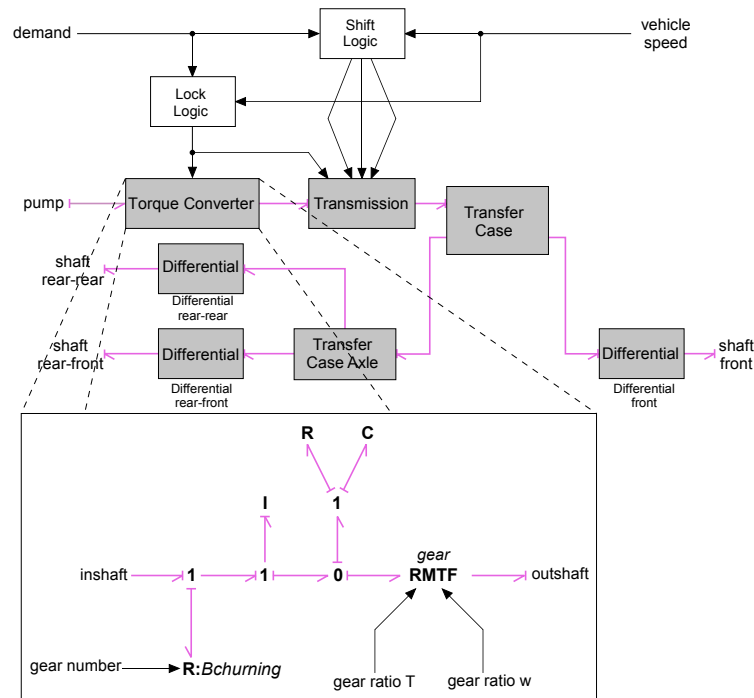 demand
Shift
Logic
vehicle
speed
Lock
Logic
pump
Torque Converter
Transmission
Transfer
Case
shaft
rear-rear
Differential
Differential
rear-rear
shaft
rear-front
Differential
Differential
rear-front
Transfer
Case Axle
Differential
Differential
front
shaft
front
R
C
I
1
gear
inshaft
1
1
0
RMTF
outshaft
gear number
R:Bchurning
gear ratio T
gear ratio w